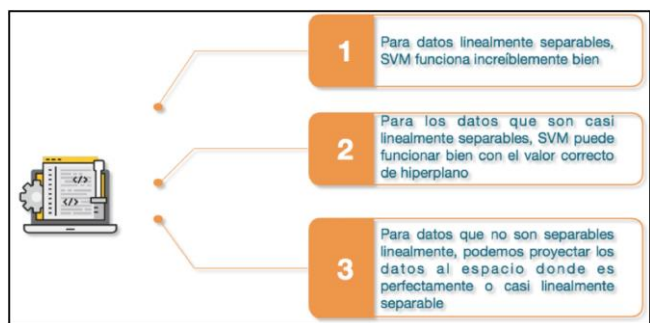 1
Para datos linealmente separables,
SVM funciona increíblemente bien
2
Para los datos que son casi
linealmente separables, SVM puede
funcionar bien con el valor correcto
de hiperplano
3
Para datos que no son separables
linealmente, podemos proyectar los
datos al espacio donde es
perfectamente o casi linealmente
separable